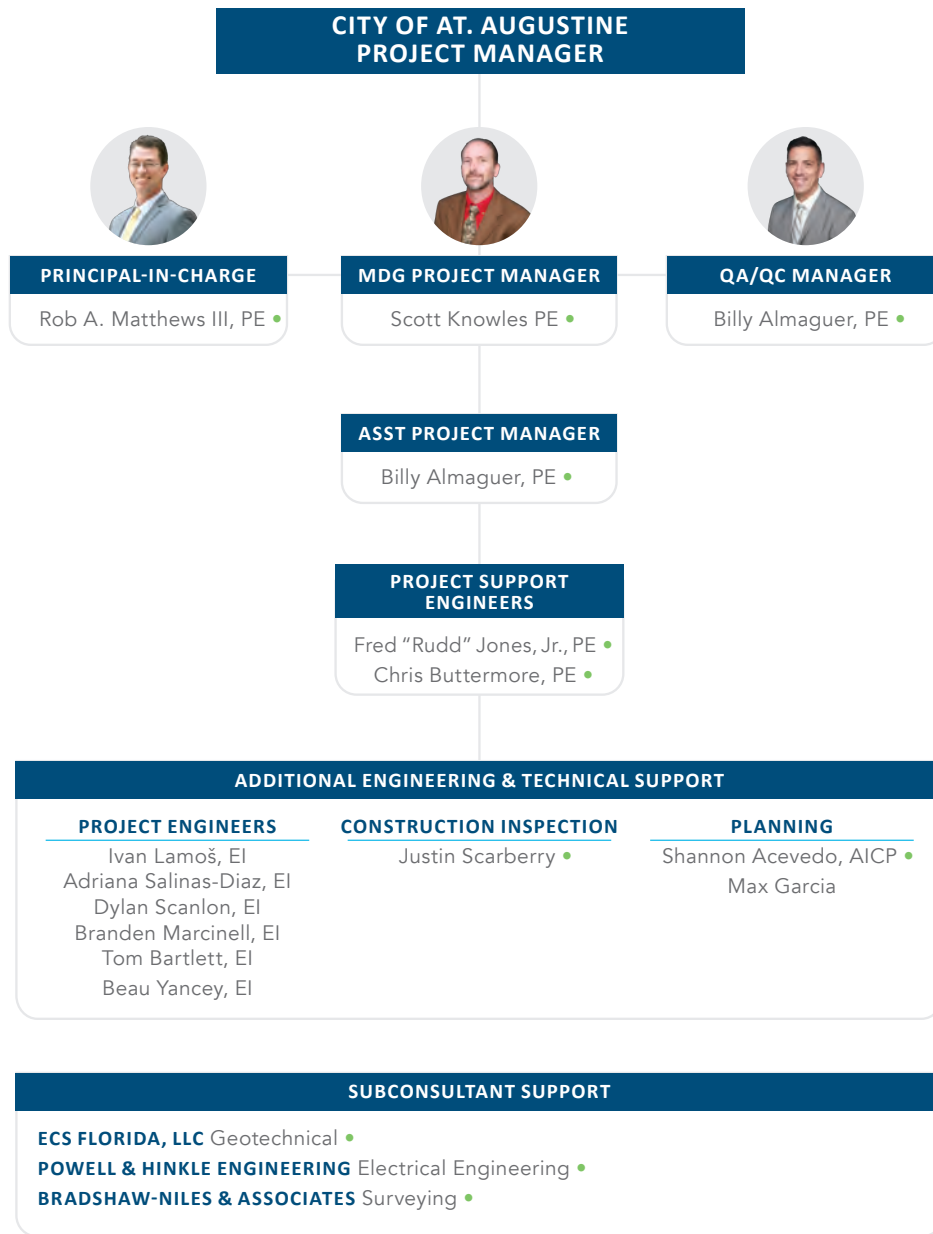 CITY OF AT. AUGUSTINE
PROJECT MANAGER
PRINCIPAL-IN-CHARGE
Rob A. Matthews III, PE •
MDG PROJECT MANAGER
Scott Knowles PE •
QA/QC MANAGER
Billy Almaguer, PE •
ASST PROJECT MANAGER
Billy Almaguer, PE •
PROJECT SUPPORT
ENGINEERS
Fred “Rudd” Jones, Jr., PE •
Chris Buttermore, PE •
ADDITIONAL ENGINEERING & TECHNICAL SUPPORT
PROJECT ENGINEERS
Ivan Lamoš, EI
Adriana Salinas-Diaz, EI
Dylan Scanlon, EI
Branden Marcinell, EI
Tom Bartlett, EI
Beau Yancey, EI
CONSTRUCTION INSPECTION
Justin Scarberry •
PLANNING
Shannon Acevedo, AICP •
Max Garcia
SUBCONSULTANT SUPPORT
ECS FLORIDA, LLC Geotechnical •
POWELL & HINKLE ENGINEERING Electrical Engineering •
BRADSHAW-NILES & ASSOCIATES Surveying •